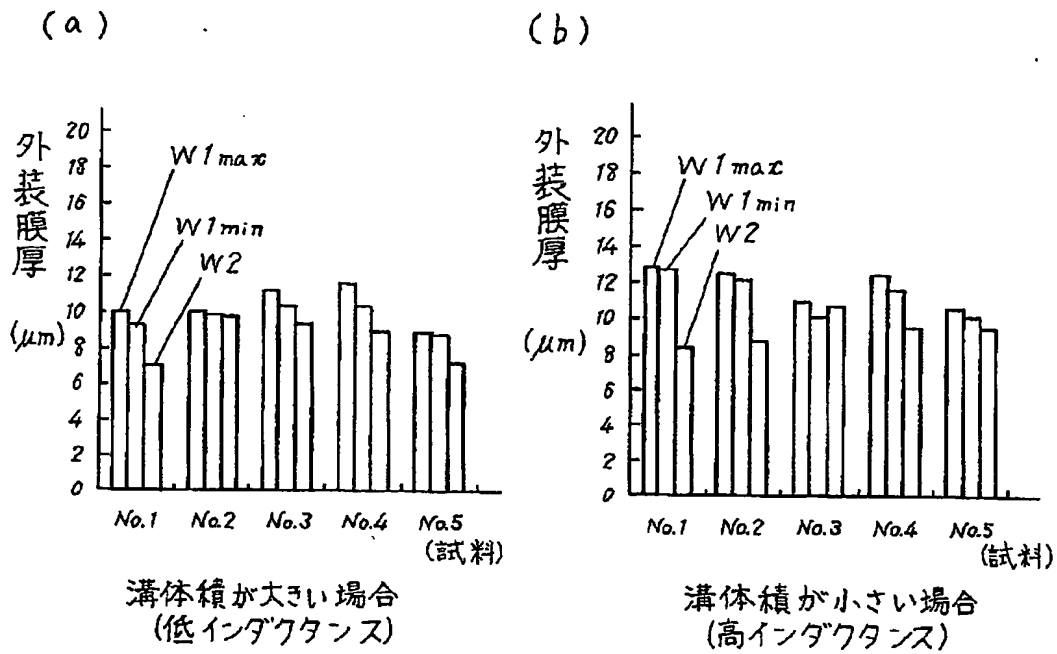 (a)
外装膜厚
(μm)
20
18
16
14
12
10
8
6
4
2
0
W1max
W1min
W2
No.1 No.2 No.3 No.4 No.5
(試料)
溝体積が大きい場合
(低インダクタンス)
(b)
外装膜厚
(μm)
20
18
16
14
12
10
8
6
4
2
0
W1max
W1min
W2
No.1 No.2 No.3 No.4 No.5
(試料)
溝体積が小さい場合
(高インダクタンス)